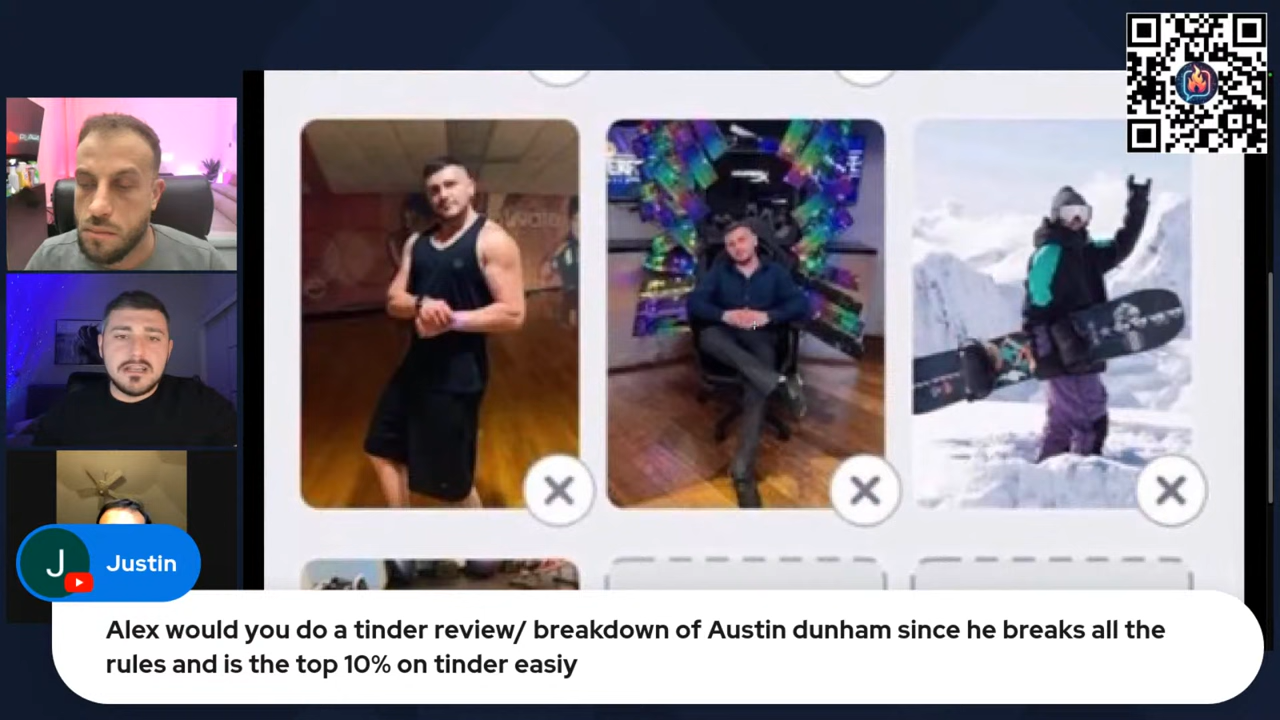 J
Justin
Alex would you do a tinder review/ breakdown of Austin dunham since he breaks all the
rules and is the top 10% on tinder easiy